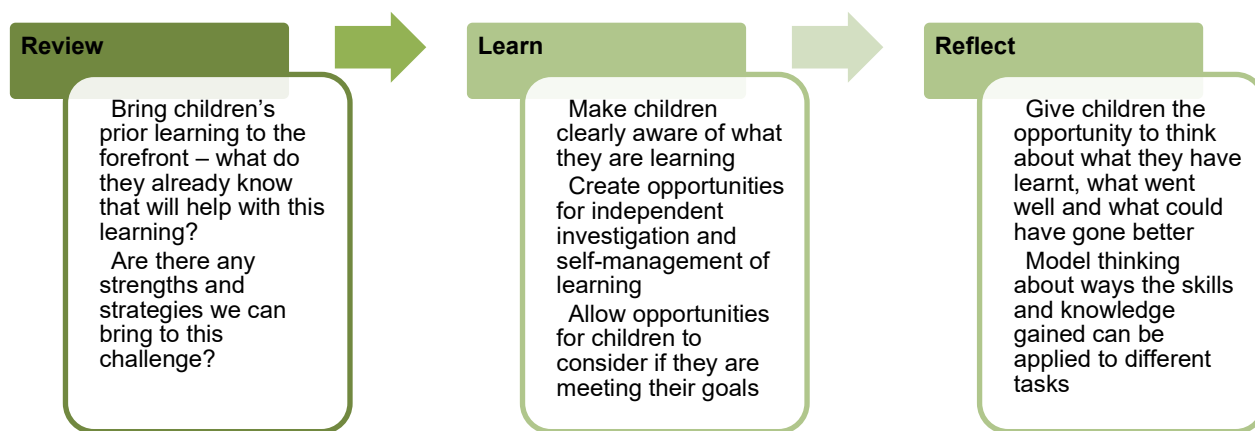 Review
Bring children’s
prior learning to the
forefront – what do
they already know
that will help with this
learning?
Are there any
strengths and
strategies we can
bring to this
challenge?
Learn
Make children
clearly aware of what
they are learning
Create opportunities
for independent
investigation and
self-management of
learning
Allow opportunities
for children to
consider if they are
meeting their goals
Reflect
Give children the
opportunity to think
about what they have
learnt, what went
well and what could
have gone better
Model thinking
about ways the skills
and knowledge
gained can be
applied to different
tasks